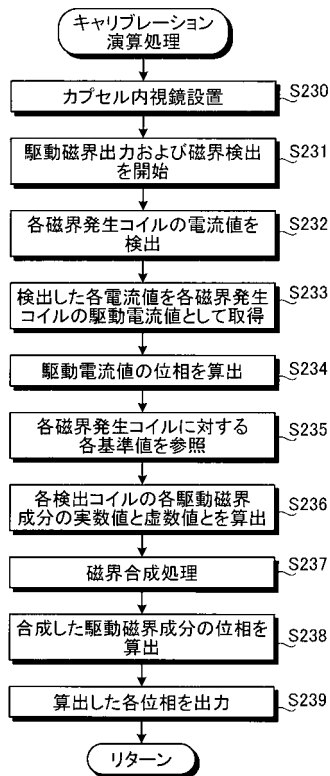 キャリブレーション
演算処理
カプセル内視鏡設置
S230
駆動磁界出力および磁界検出
を開始
S231
各磁界発生コイルの電流値を
検出
S232
検出した各電流値を各磁界発生
コイルの駆動電流値として取得
S233
駆動電流値の位相を算出
S234
各磁界発生コイルに対する
各基準値を参照
S235
各検出コイルの各駆動磁界
成分の実数値と虚数値とを算出
S236
磁界合成処理
S237
合成した駆動磁界成分の位相を
算出
S238
算出した各位相を出力
S239
リターン